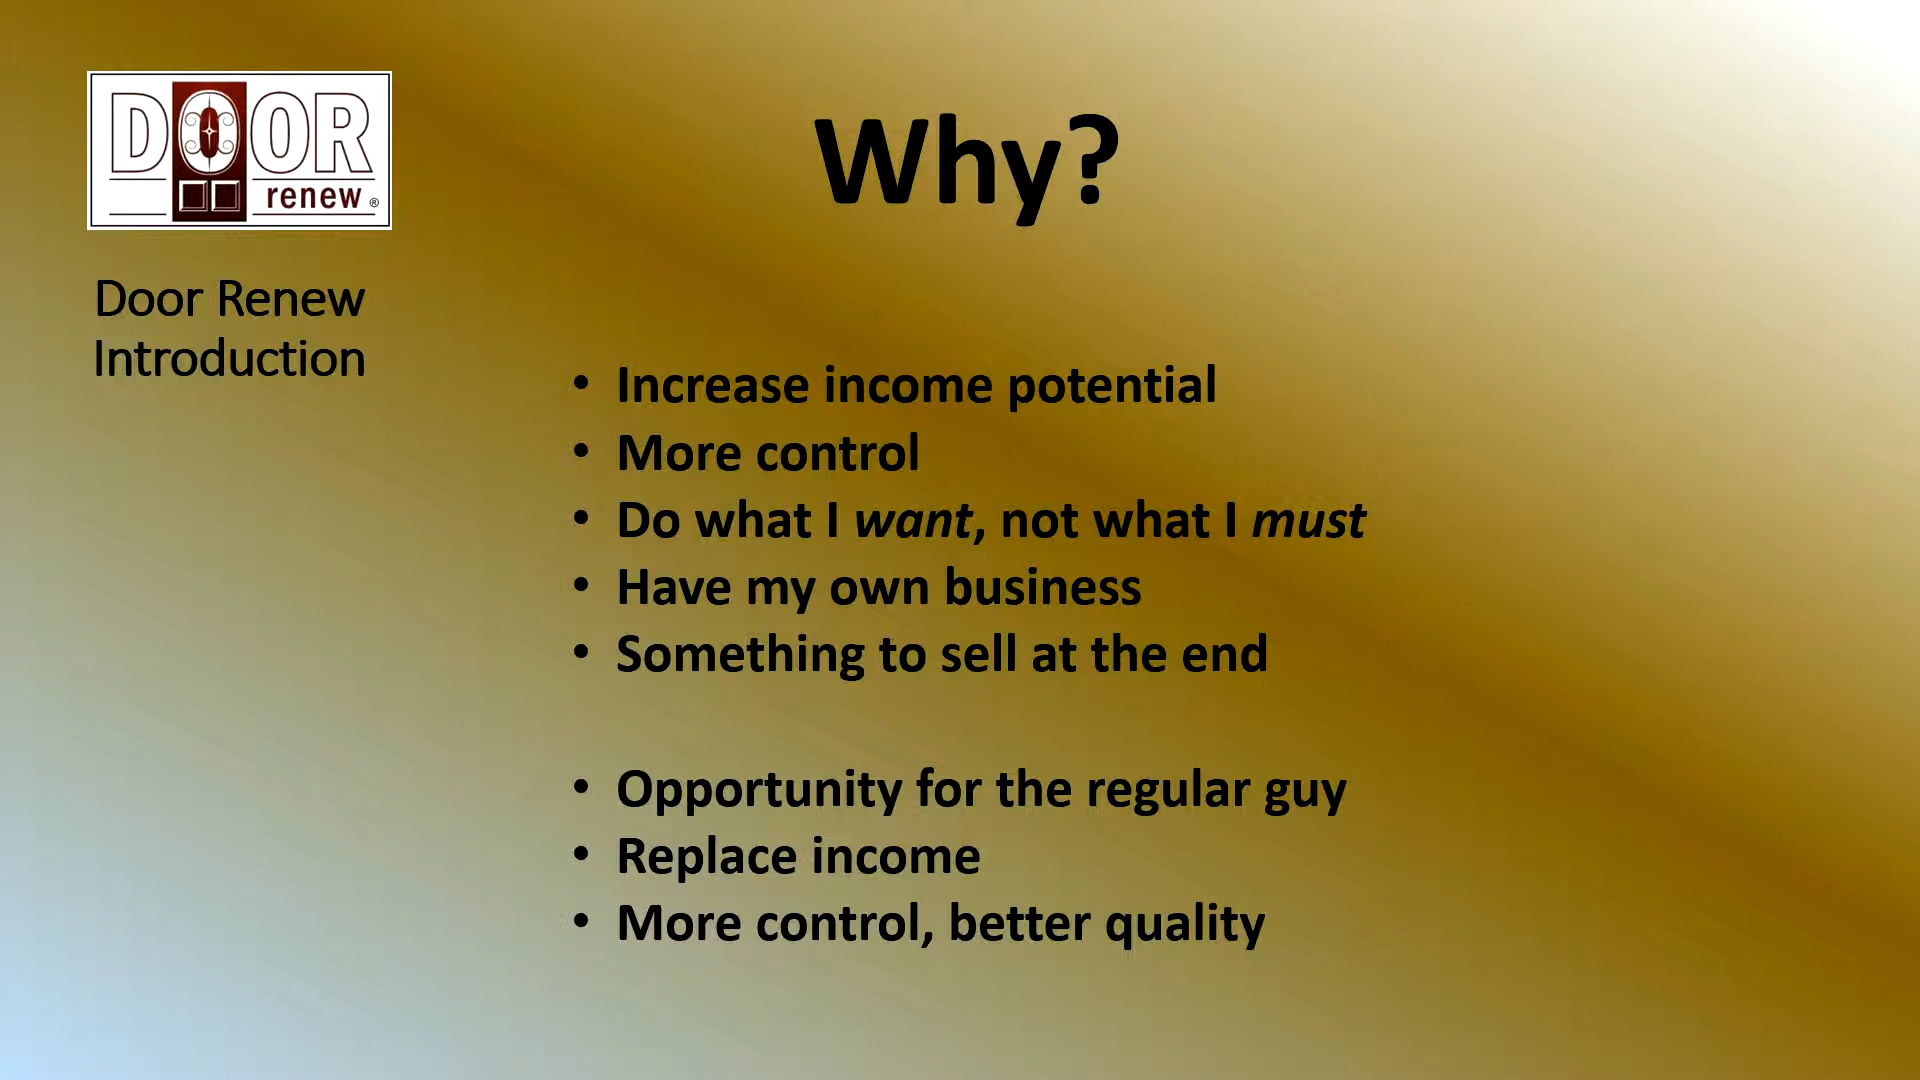 DOOR
renew ®
Door Renew
Introduction
Why?
• Increase income potential
• More control
• Do what I want, not what I must
• Have my own business
• Something to sell at the end
• Opportunity for the regular guy
• Replace income
• More control, better quality